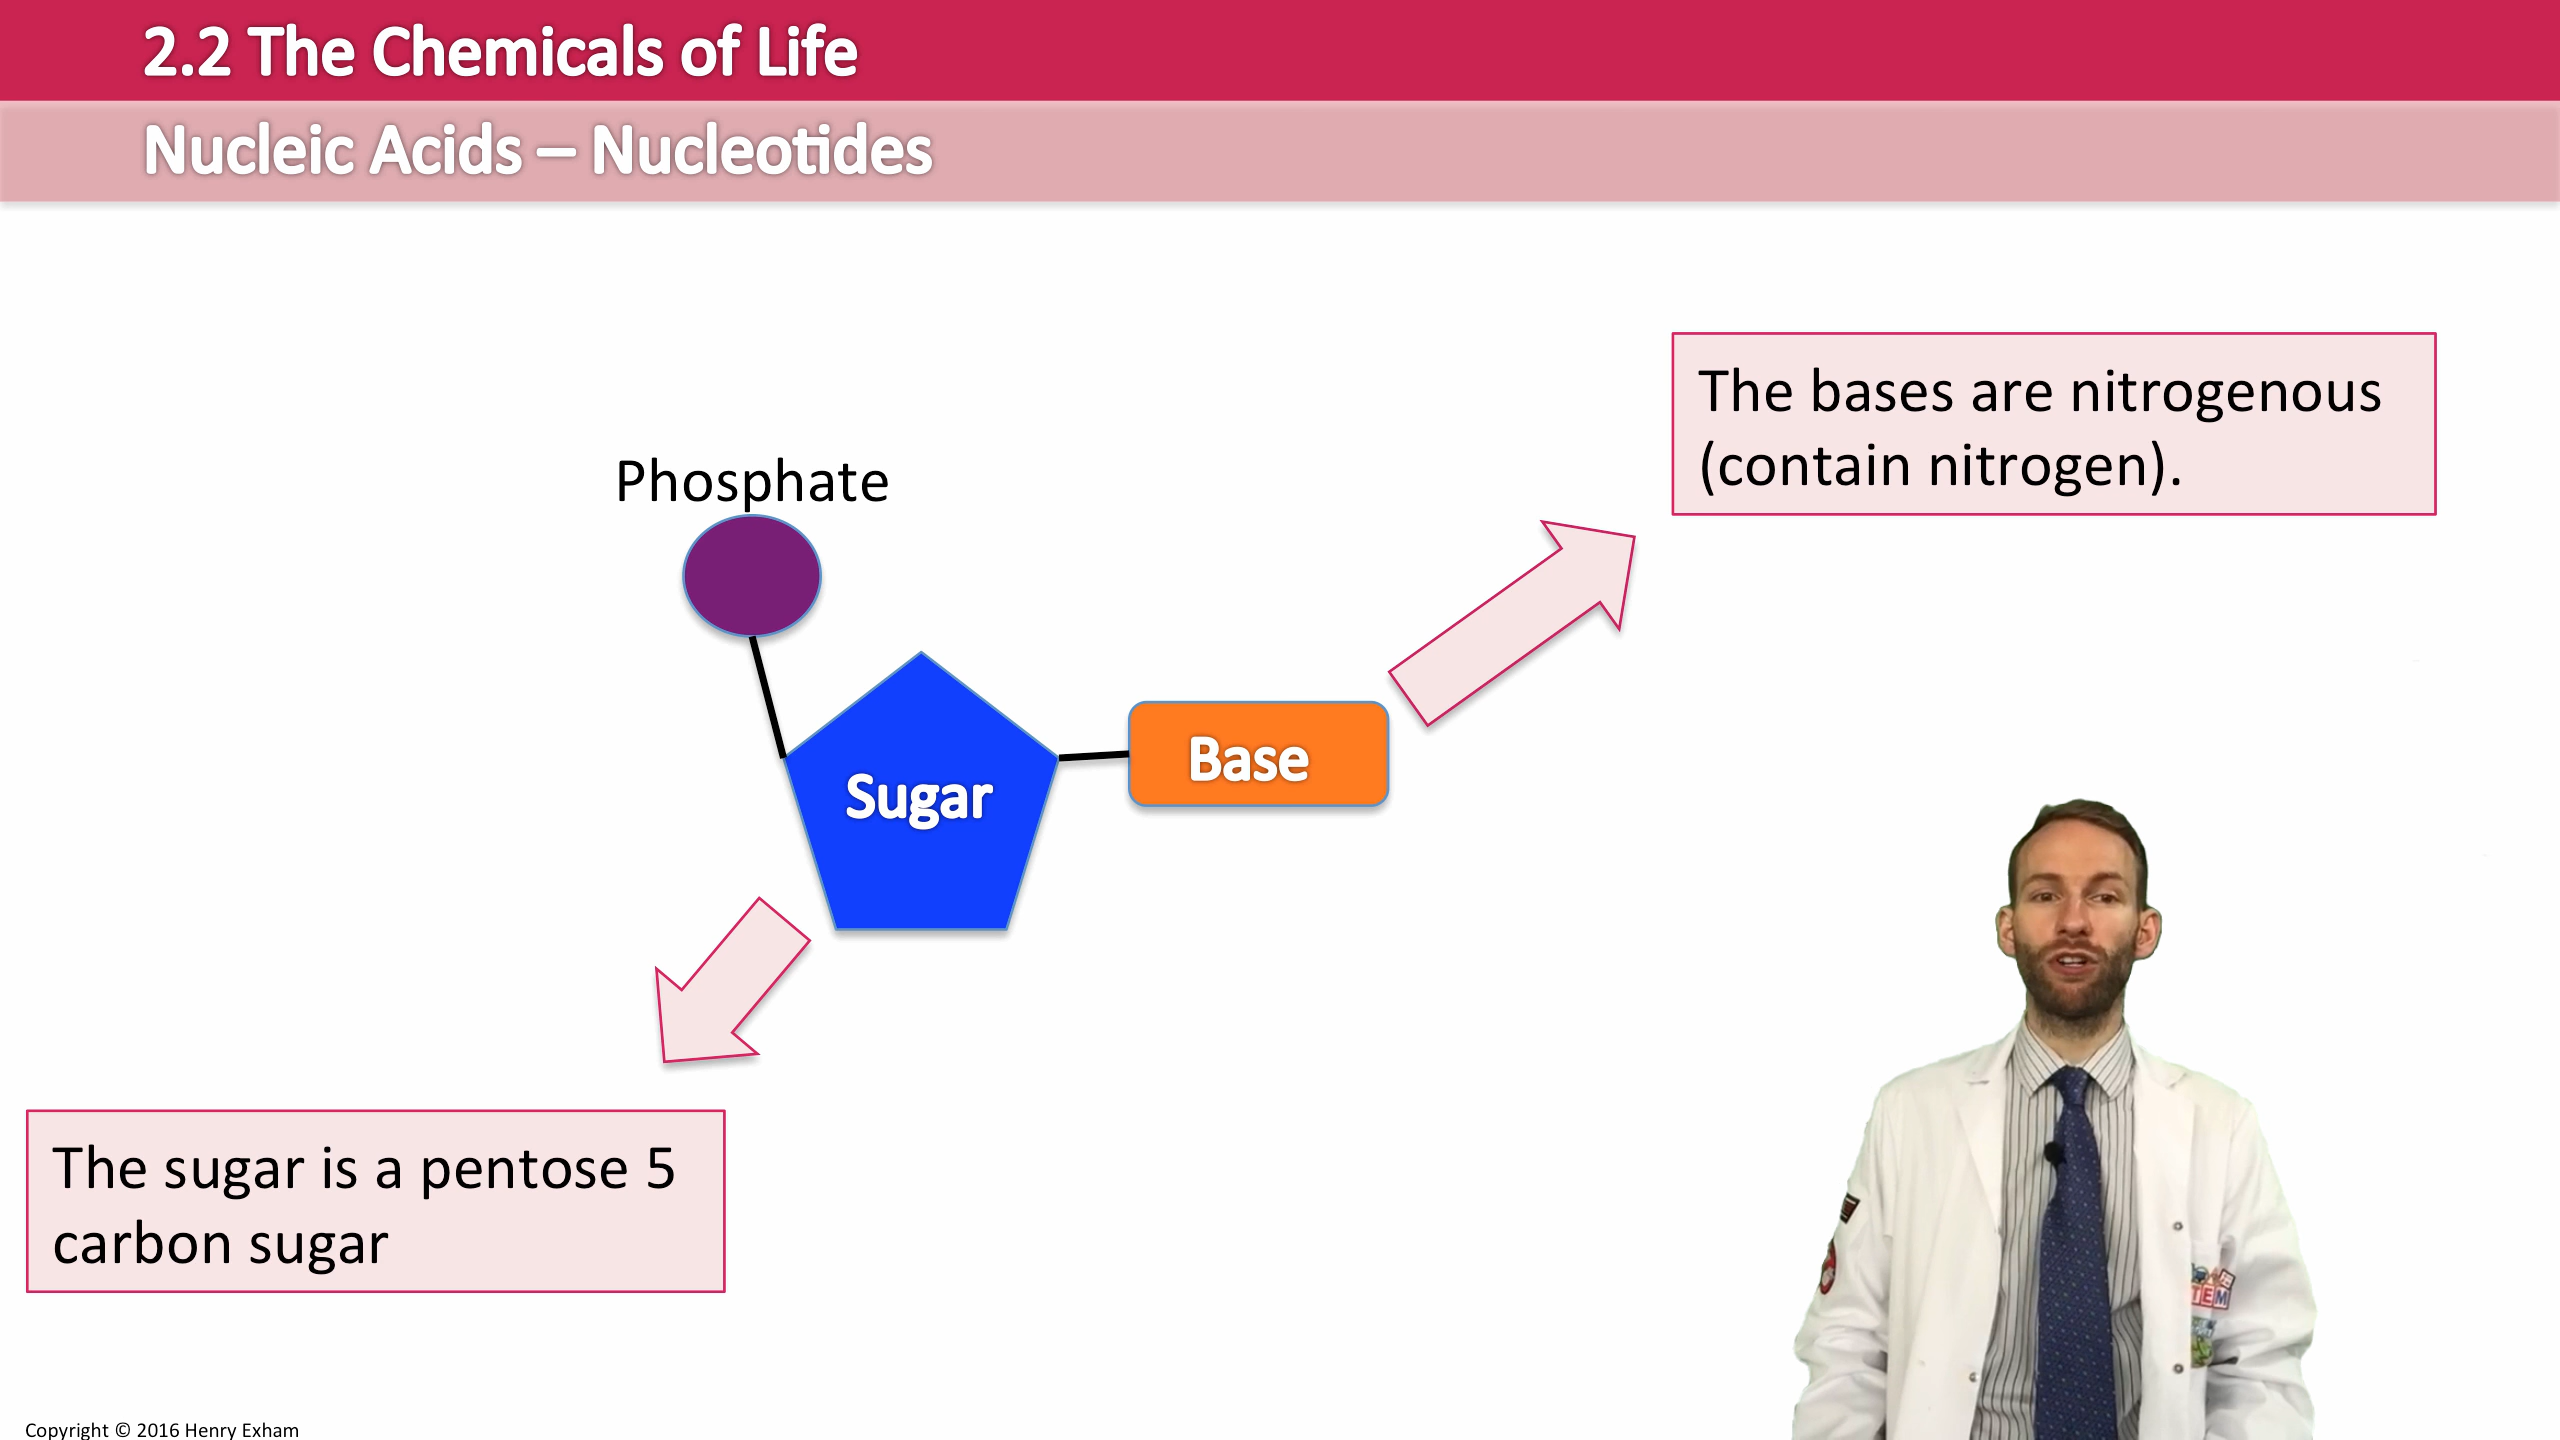 2.2 The Chemicals of Life
Nucleic Acids – Nucleotides
The bases are nitrogenous
(contain nitrogen).
Phosphate
Base
Sugar
The sugar is a pentose 5
carbon sugar
TEM
Copyright © 2016 Henry Exham